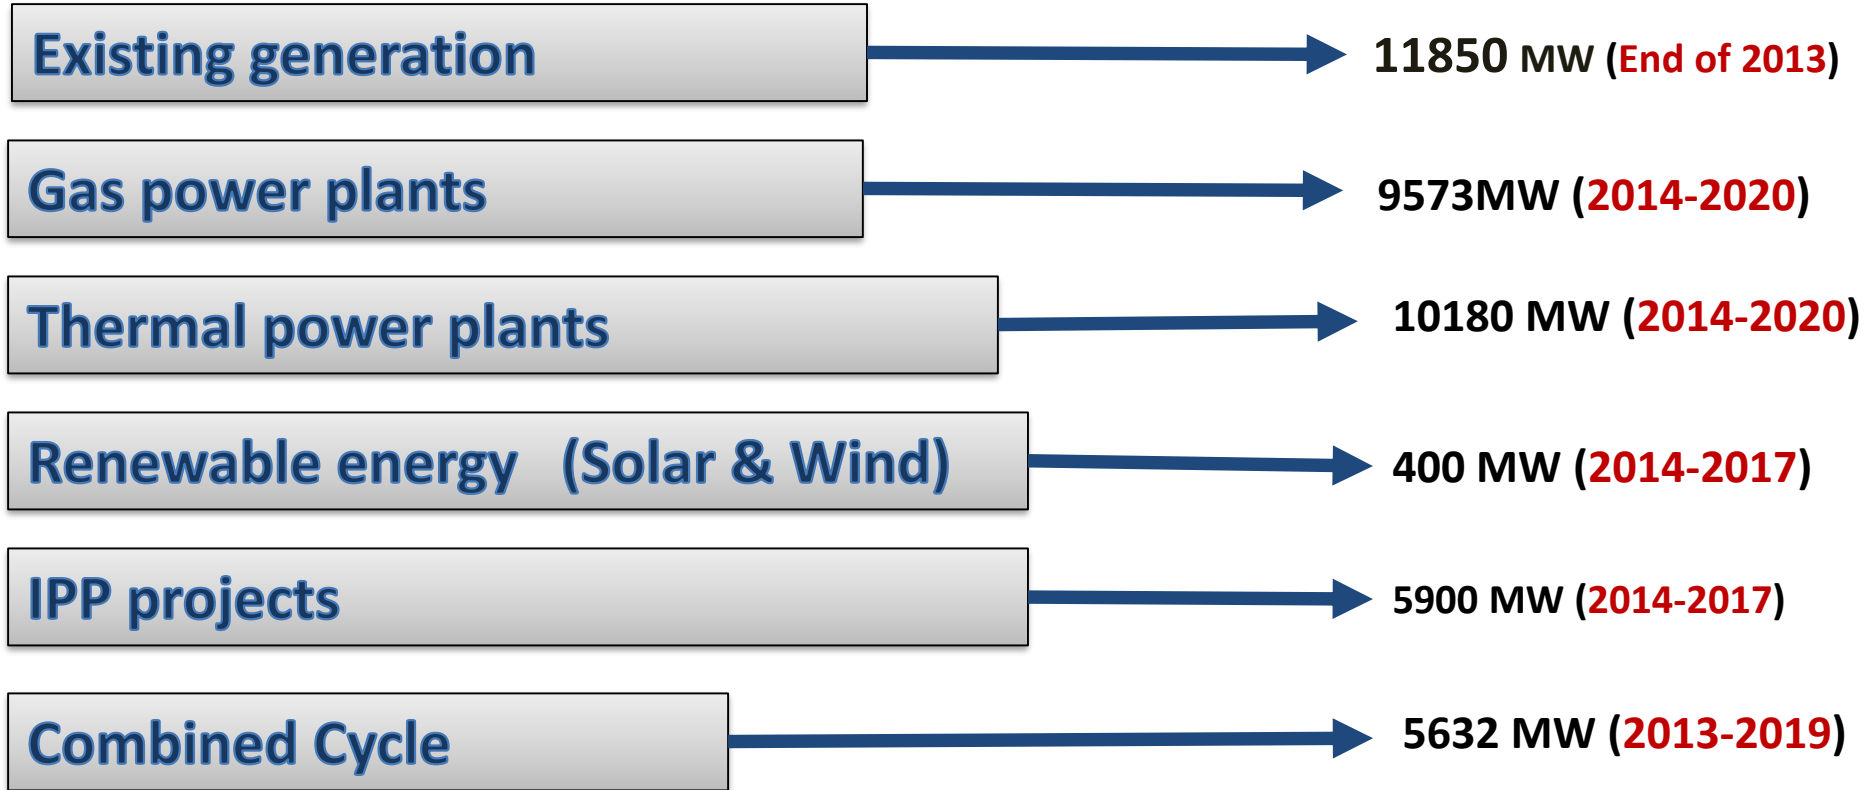 Existing generation 11850 MW (End of 2013)
Gas power plants 9573MW (2014-2020)
Thermal power plants 10180 MW (2014-2020)
Renewable energy (Solar & Wind) 400 MW (2014-2017)
IPP projects 5900 MW (2014-2017)
Combined Cycle 5632 MW (2013-2019)